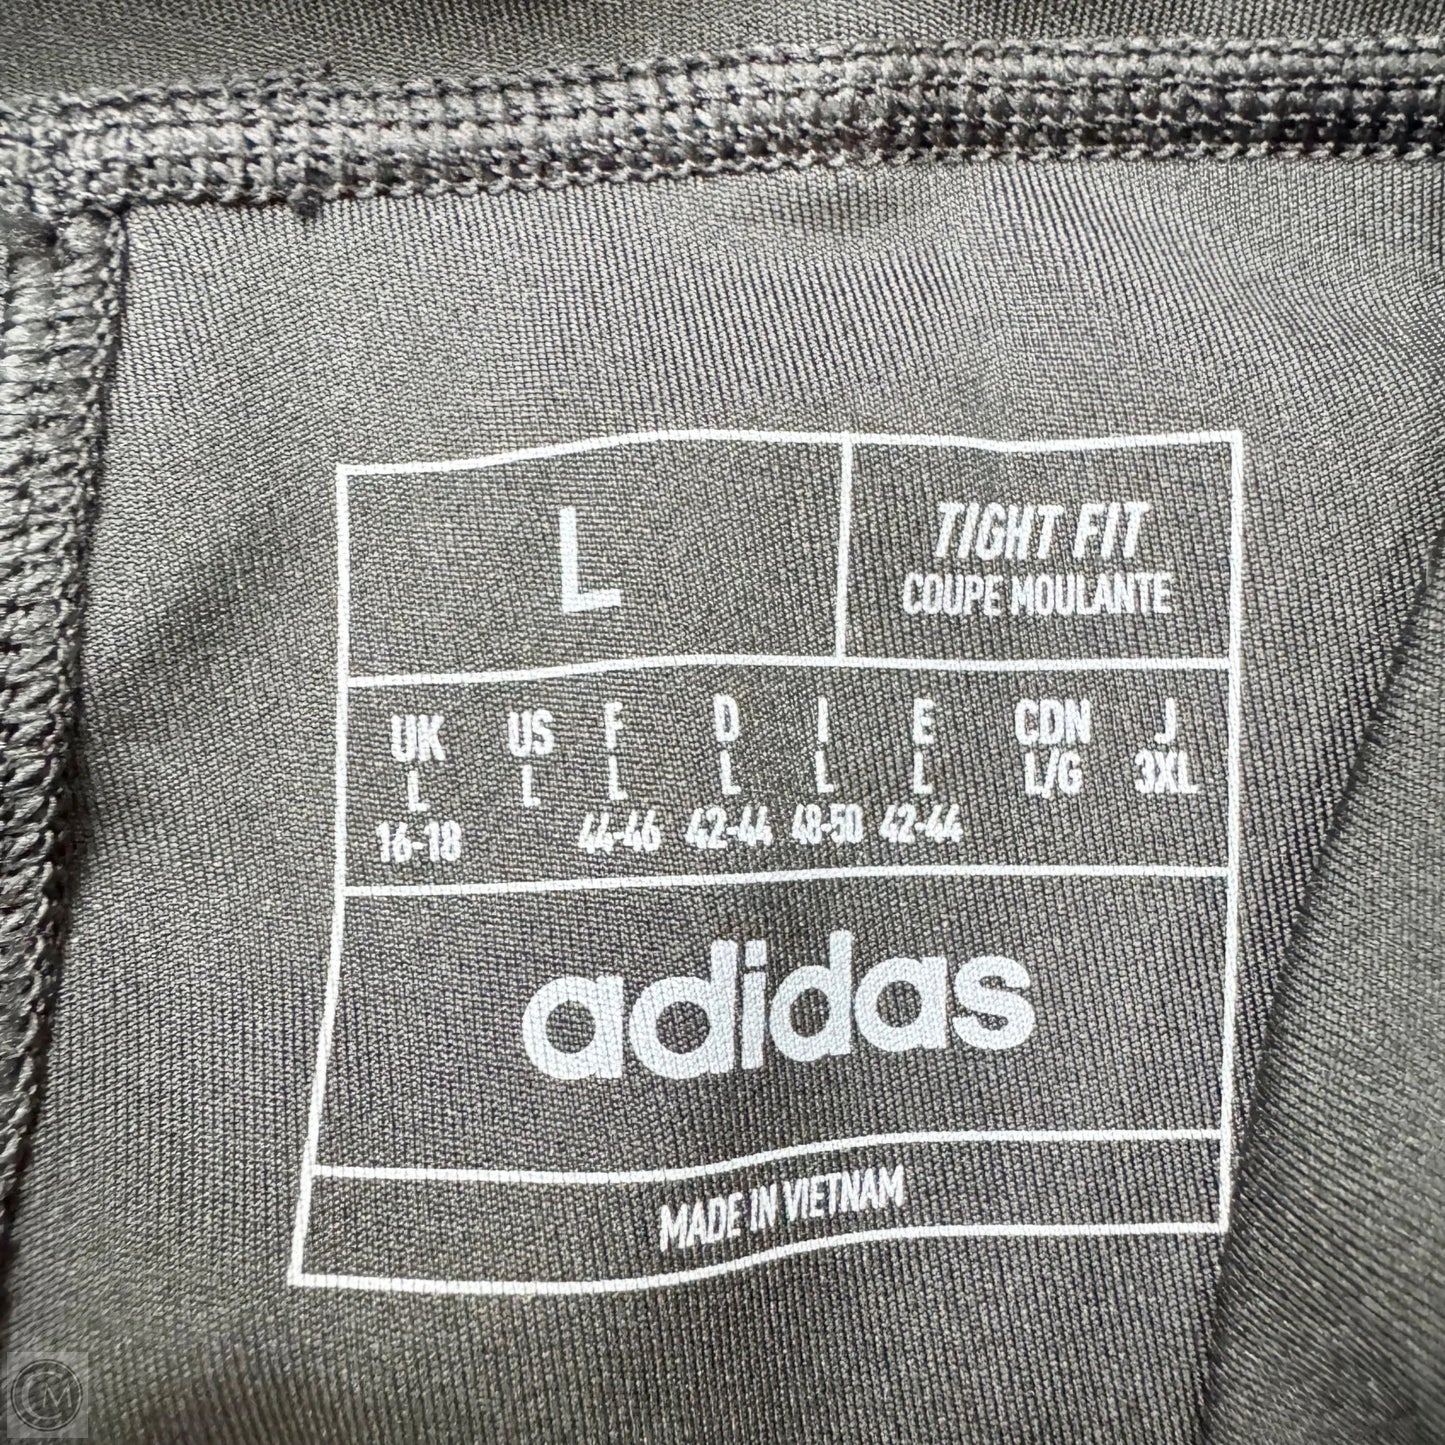 L
TIGHT FIT
COUPE MOULANTE
UK US F D I E CDN J
L L L L L L L/G 3XL
16-18 44-46 42-44 48-50 42-44
adidas
MADE IN VIETNAM
CM